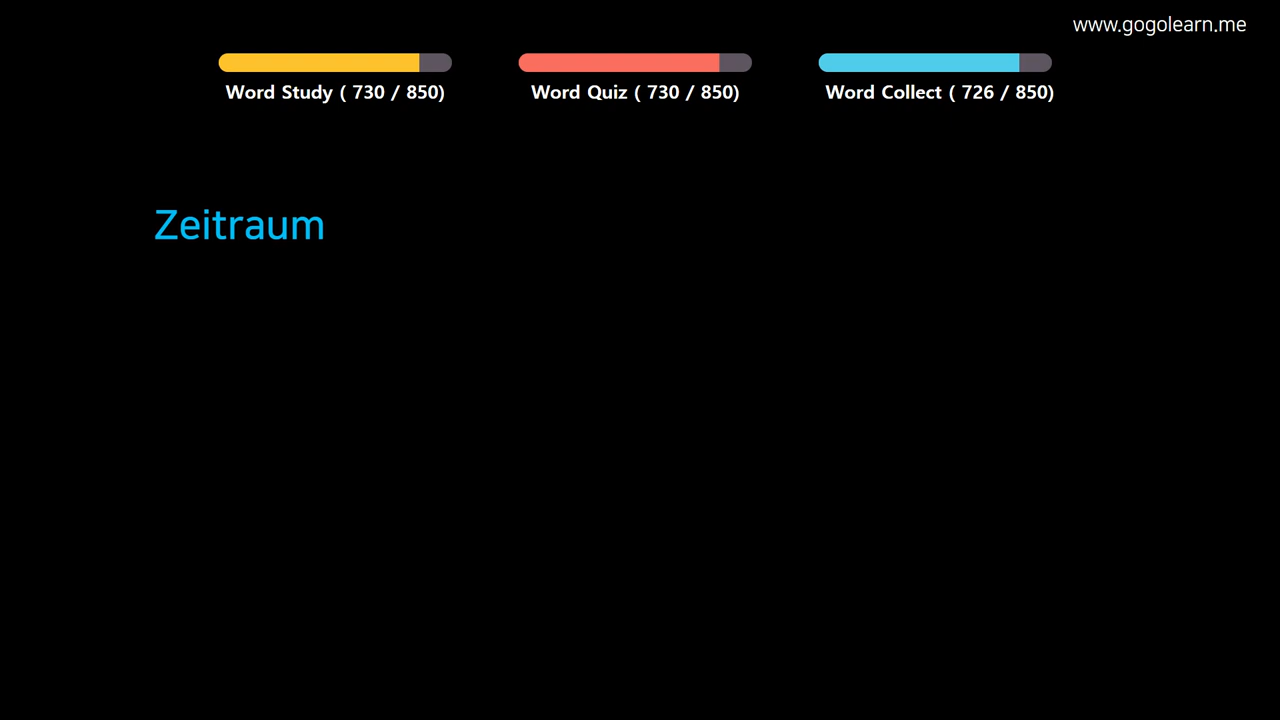 www.gogolearn.me
Word Study ( 730 / 850)
Word Quiz ( 730 / 850)
Word Collect ( 726 / 850)
Zeitraum